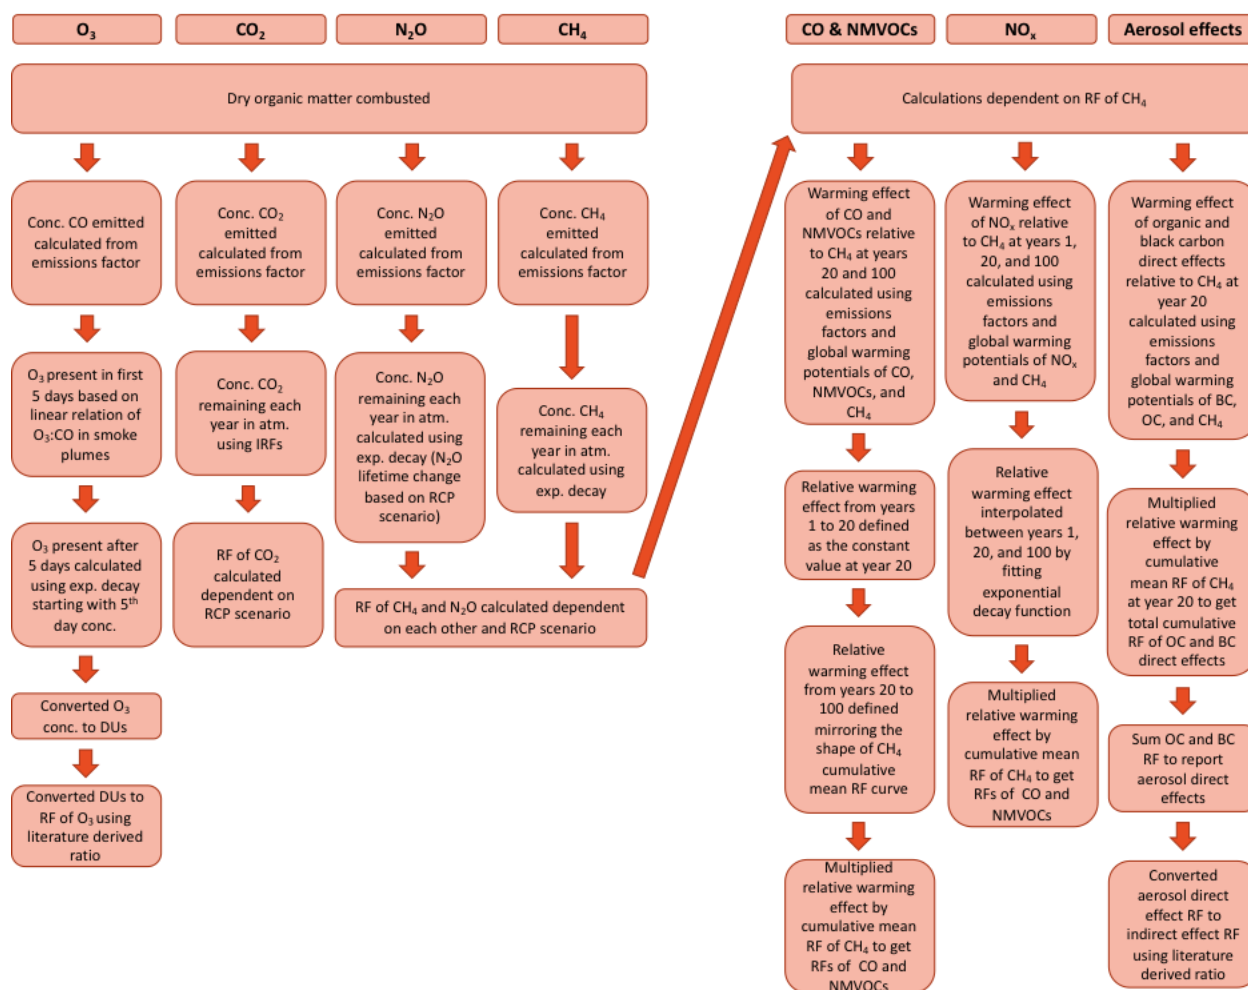 O₃
CO₂
N₂O
CH₄
Dry organic matter combusted
Conc. CO emitted
calculated from
emissions factor
O₃ present in first
5 days based on
linear relation of
O₃:CO in smoke
plumes
O₃ present after
5 days calculated
using exp. decay
starting with 5ᵗʰ
day conc.
Converted O₃
conc. to DUs
Converted DUs to
RF of O₃ using
literature derived
ratio
Conc. CO₂
emitted
calculated from
emissions factor
Conc. CO₂
remaining each
year in atm.
using IRFs
RF of CO₂
calculated
dependent on
RCP scenario
Conc. N₂O
emitted
calculated from
emissions factor
Conc. N₂O
remaining each
year in atm.
calculated using
exp. decay (N₂O
lifetime change
based on RCP
scenario)
Conc. CH₄
emitted
calculated from
emissions factor
Conc. CH₄
remaining each
year in atm.
calculated using
exp. decay
RF of CH₄ and N₂O calculated dependent
on each other and RCP scenario
CO & NMVOCs
NOₓ
Aerosol effects
Calculations dependent on RF of CH₄
Warming effect
of CO and
NMVOCs relative
to CH₄ at years
20 and 100
calculated using
emissions
factors and
global warming
potentials of CO,
NMVOCs, and
CH₄
Relative warming
effect from years
1 to 20 defined
as the constant
value at year 20
Relative
warming effect
from years 20 to
100 defined
mirroring the
shape of CH₄
cumulative
mean RF curve
Multiplied
relative warming
effect by
cumulative mean
RF of CH₄ to get
RFs of CO and
NMVOCs
Warming effect
of NOₓ relative
to CH₄ at years 1,
20, and 100
calculated using
emissions
factors and
global warming
potentials of NOₓ
and CH₄
Relative
warming effect
interpolated
between years 1,
20, and 100 by
fitting
exponential
decay function
Multiplied
relative warming
effect by
cumulative mean
RF of CH₄ to get
RFs of CO and
NMVOCs
Warming effect
of organic and
black carbon
direct effects
relative to CH₄ at
year 20
calculated using
emissions
factors and
global warming
potentials of BC,
OC, and CH₄
Multiplied
relative warming
effect by
cumulative
mean RF of CH₄
at year 20 to get
total cumulative
RF of OC and BC
direct effects
Sum OC and BC
RF to report
aerosol direct
effects
Converted
aerosol direct
effect RF to
indirect effect RF
using literature
derived ratio